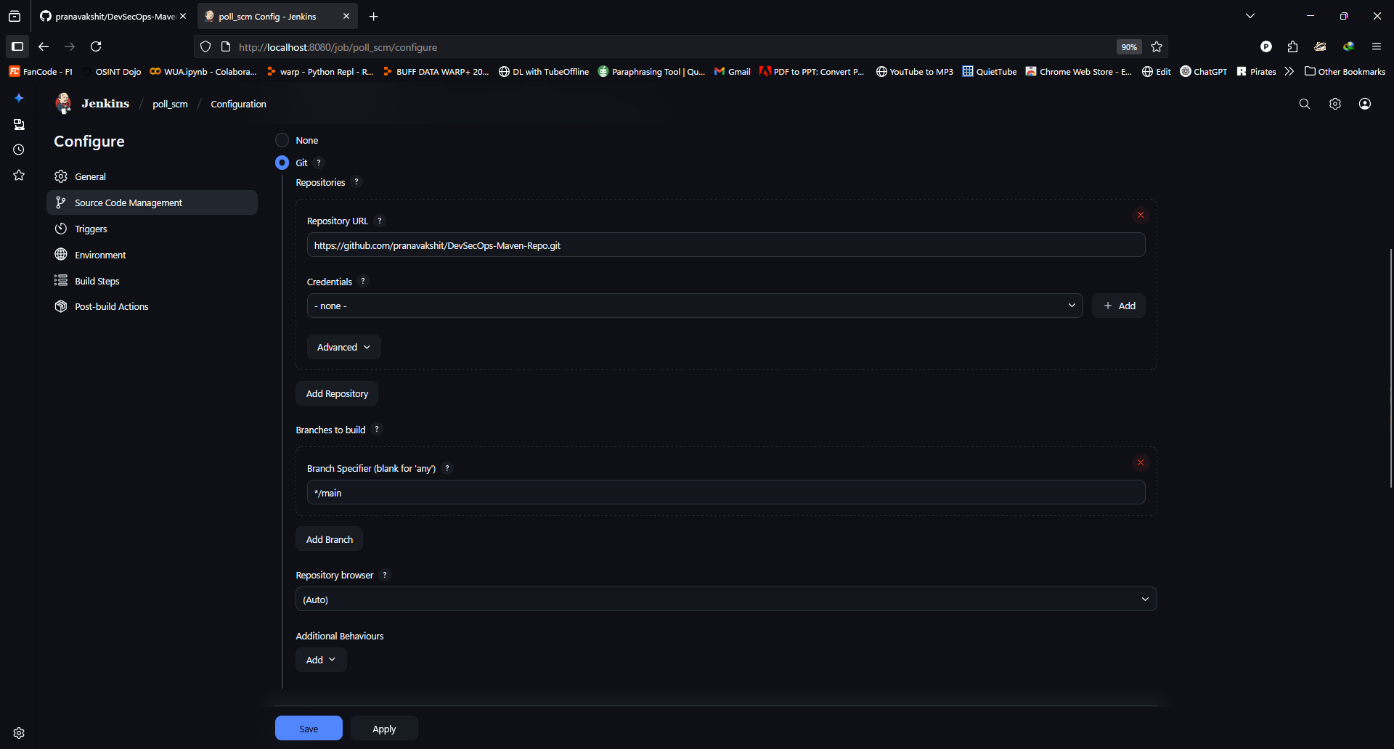 pranavakshit/DevSecOps-Mave
poll_scm Config - Jenkins
http://localhost:8080/job/poll_scm/configure
90%
P
FC FanCode - F1
OSINT Dojo
WUA.ipynb - Colabora...
warp - Python Repl - R...
BUFF DATA WARP+ 20...
DL with TubeOffline
Paraphrasing Tool | Qu...
Gmail
PDF to PPT: Convert P...
YouTube to MP3
QuietTube
Chrome Web Store - E...
Edit
ChatGPT
Pirates
Other Bookmarks
Jenkins / poll_scm / Configuration
Configure
General
Source Code Management
Triggers
Environment
Build Steps
Post-build Actions
None
Git ?
Repositories ?
Repository URL ?
https://github.com/pranavakshit/DevSecOps-Maven-Repo.git
Credentials ?
- none -
+ Add
Advanced
Add Repository
Branches to build ?
Branch Specifier (blank for 'any') ?
*/main
Add Branch
Repository browser ?
(Auto)
Additional Behaviours
Add
Save
Apply